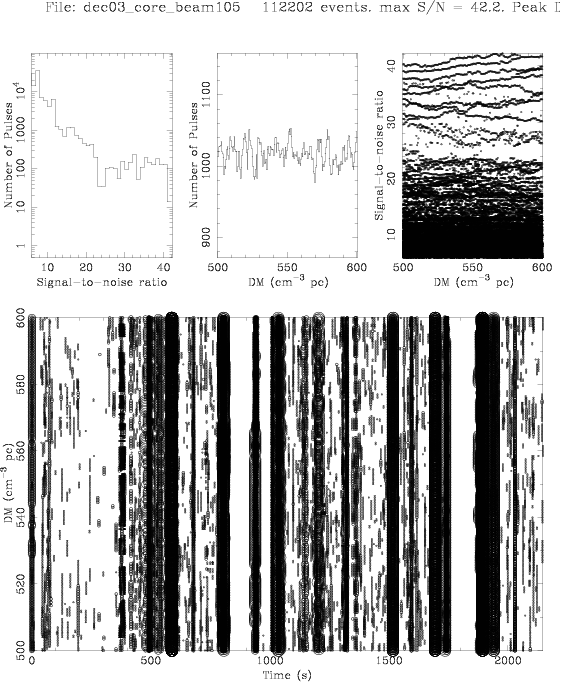 File: dec03_core_beam105 112202 events. max S/N = 42.2. Peak D
Number of Pulses
1 10 100 1000 10^4
10 20 30 40
Signal-to-noise ratio
Number of Pulses
900 1000 1100
500 550 600
DM (cm^-3 pc)
Signal-to-noise ratio
10 20 30 40
500 550 600
DM (cm^-3 pc)
DM (cm^-3 pc)
500 520 540 560 580 600
0 500 1000 1500 2000
Time (s)